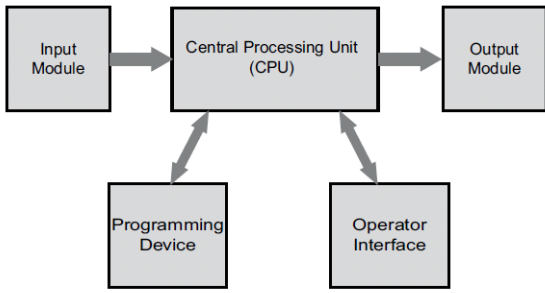 Input
Module
Central Processing Unit
(CPU)
Output
Module
Programming
Device
Operator
Interface